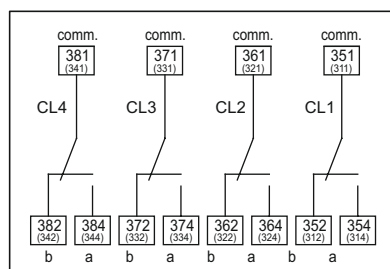 comm. comm. comm. comm.
381 371 361 351
(341) (331) (321) (311)
CL4 CL3 CL2 CL1
382 384 372 374 362 364 352 354
(342) (344) (332) (334) (322) (324) (312) (314)
b a b a b a b a